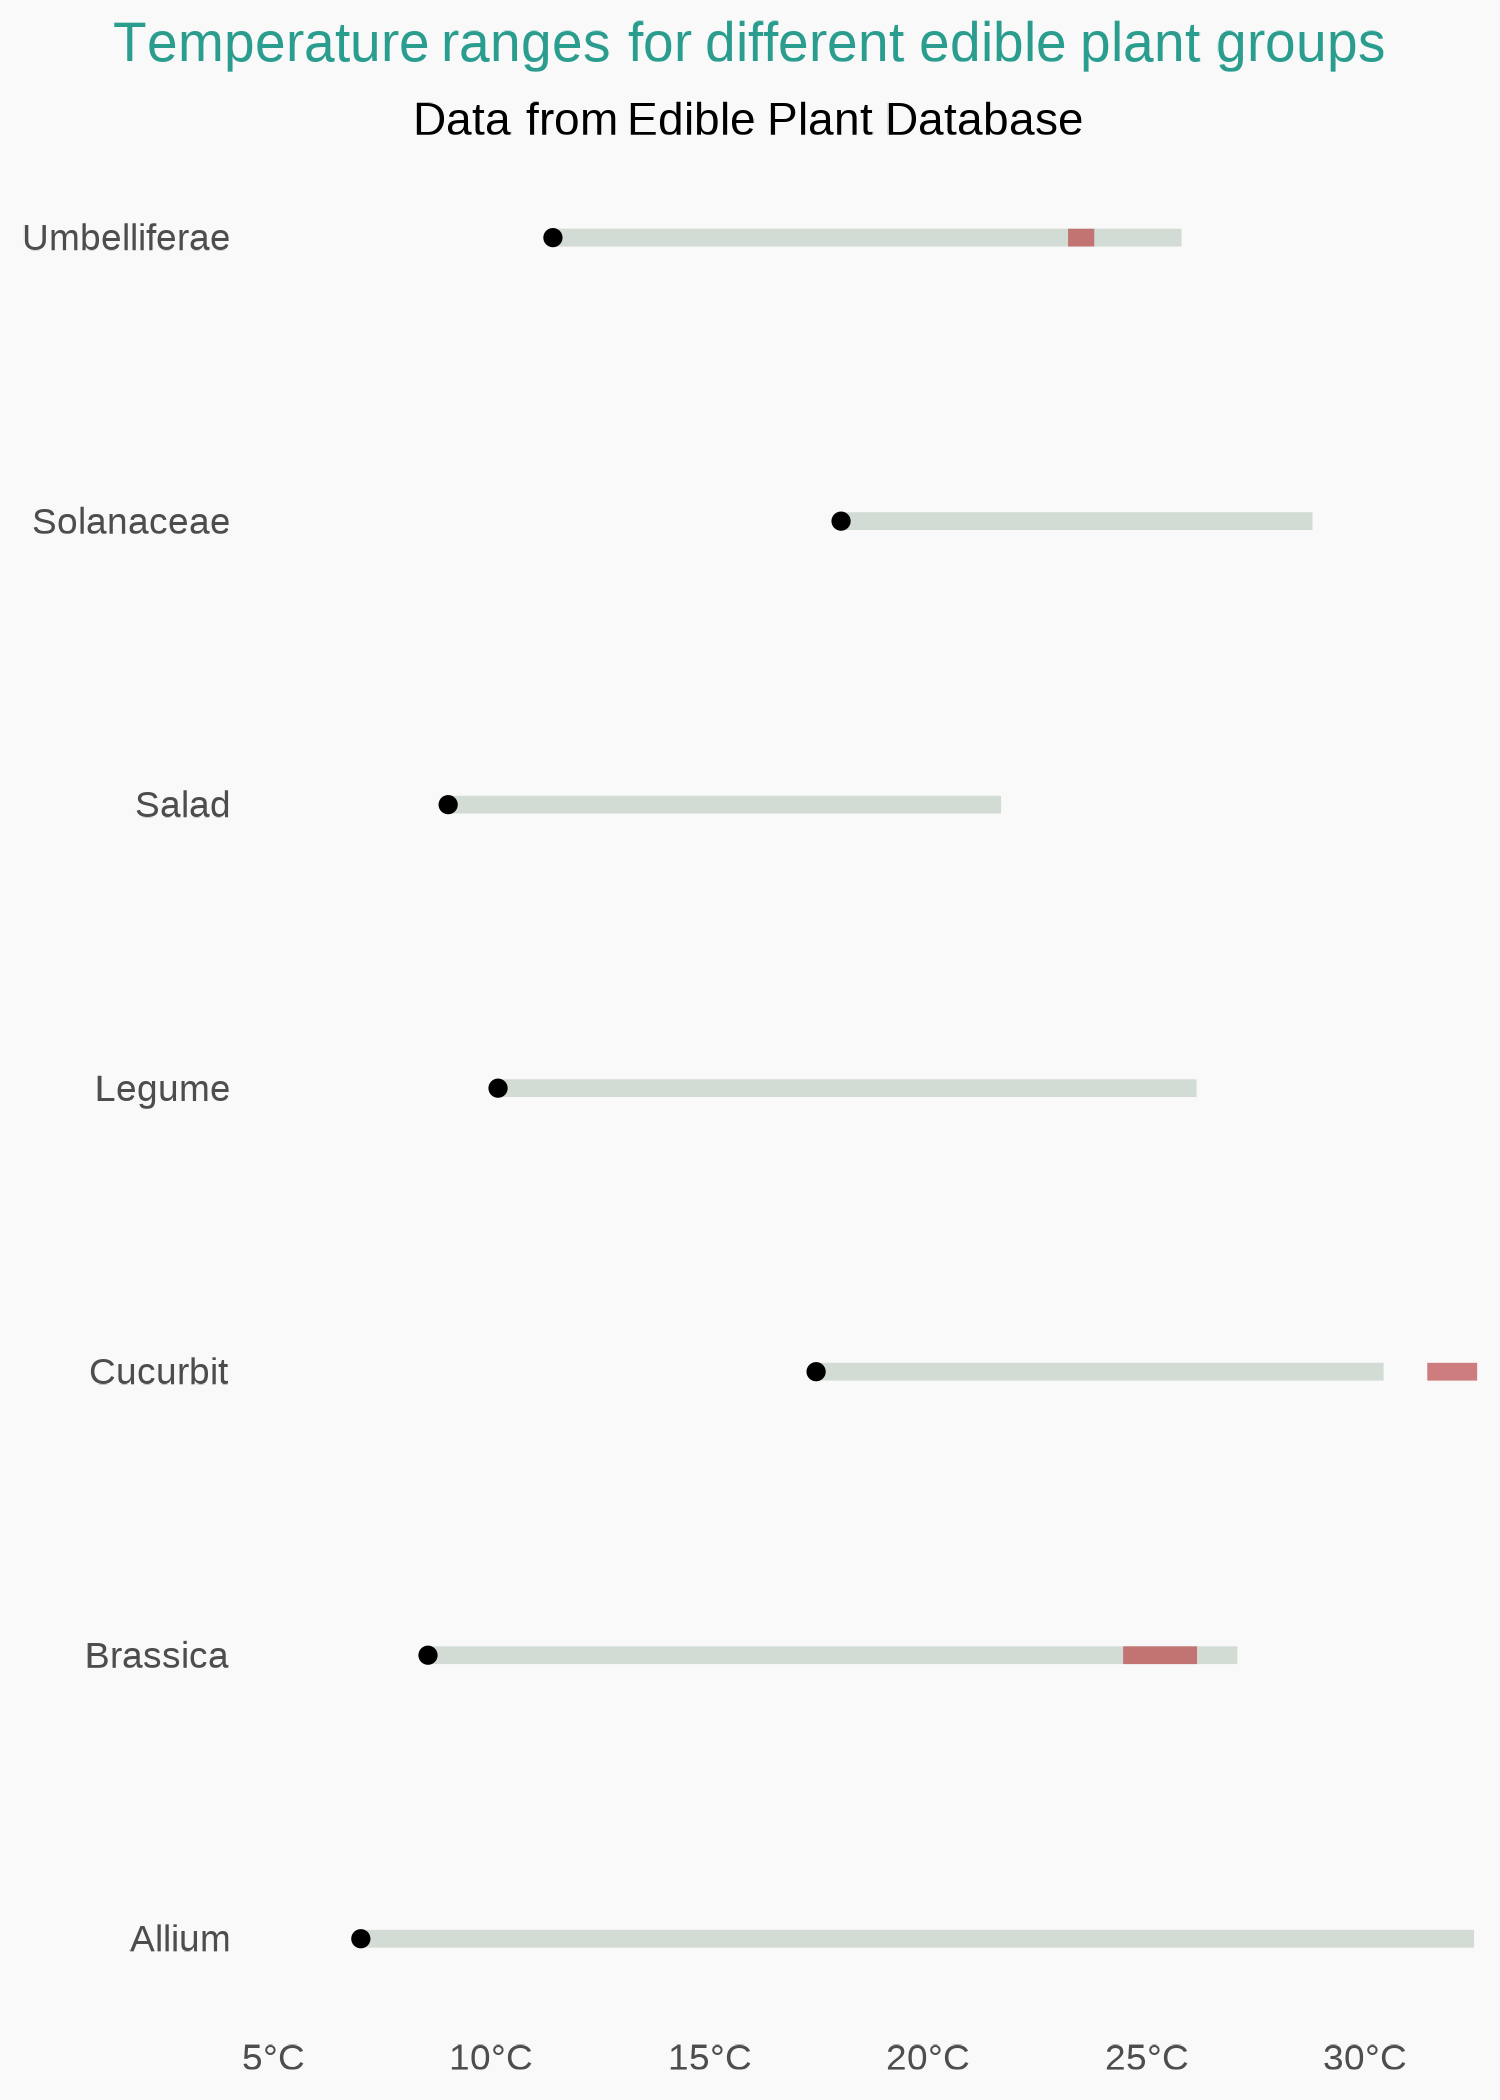 Temperature ranges for different edible plant groups
Data from Edible Plant Database
Umbelliferae
Solanaceae
Salad
Legume
Cucurbit
Brassica
Allium
5°C 10°C 15°C 20°C 25°C 30°C